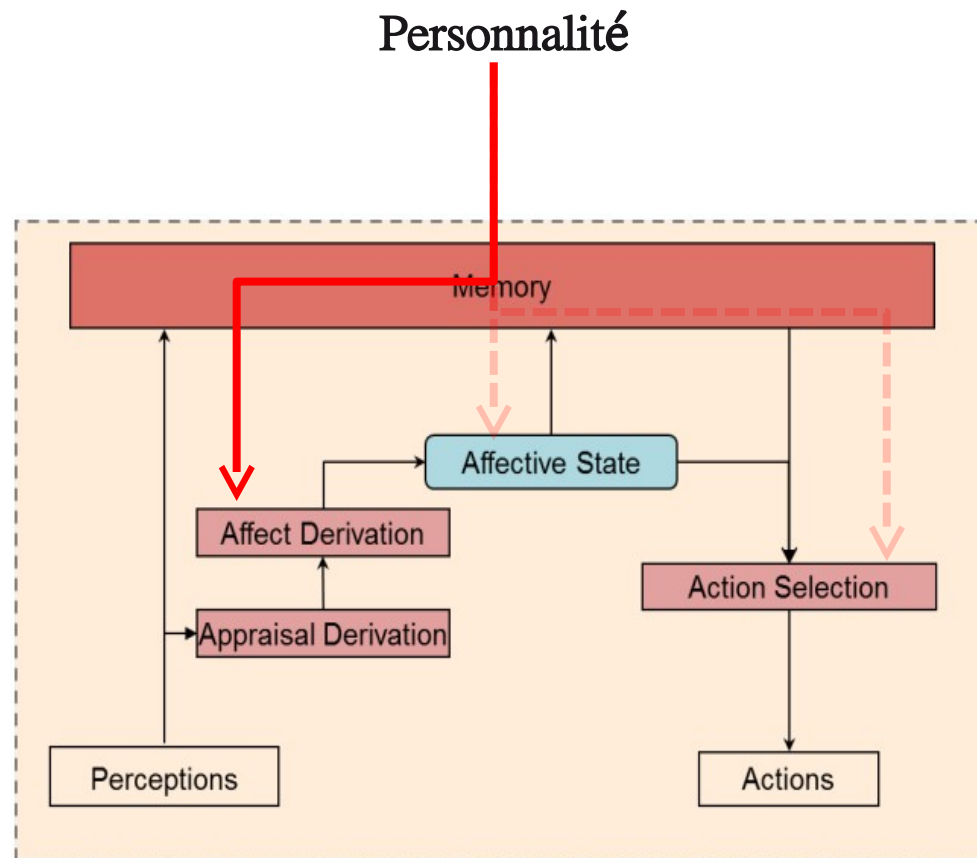 Personnalité
Memory
Affective State
Affect Derivation
Action Selection
Appraisal Derivation
Perceptions
Actions